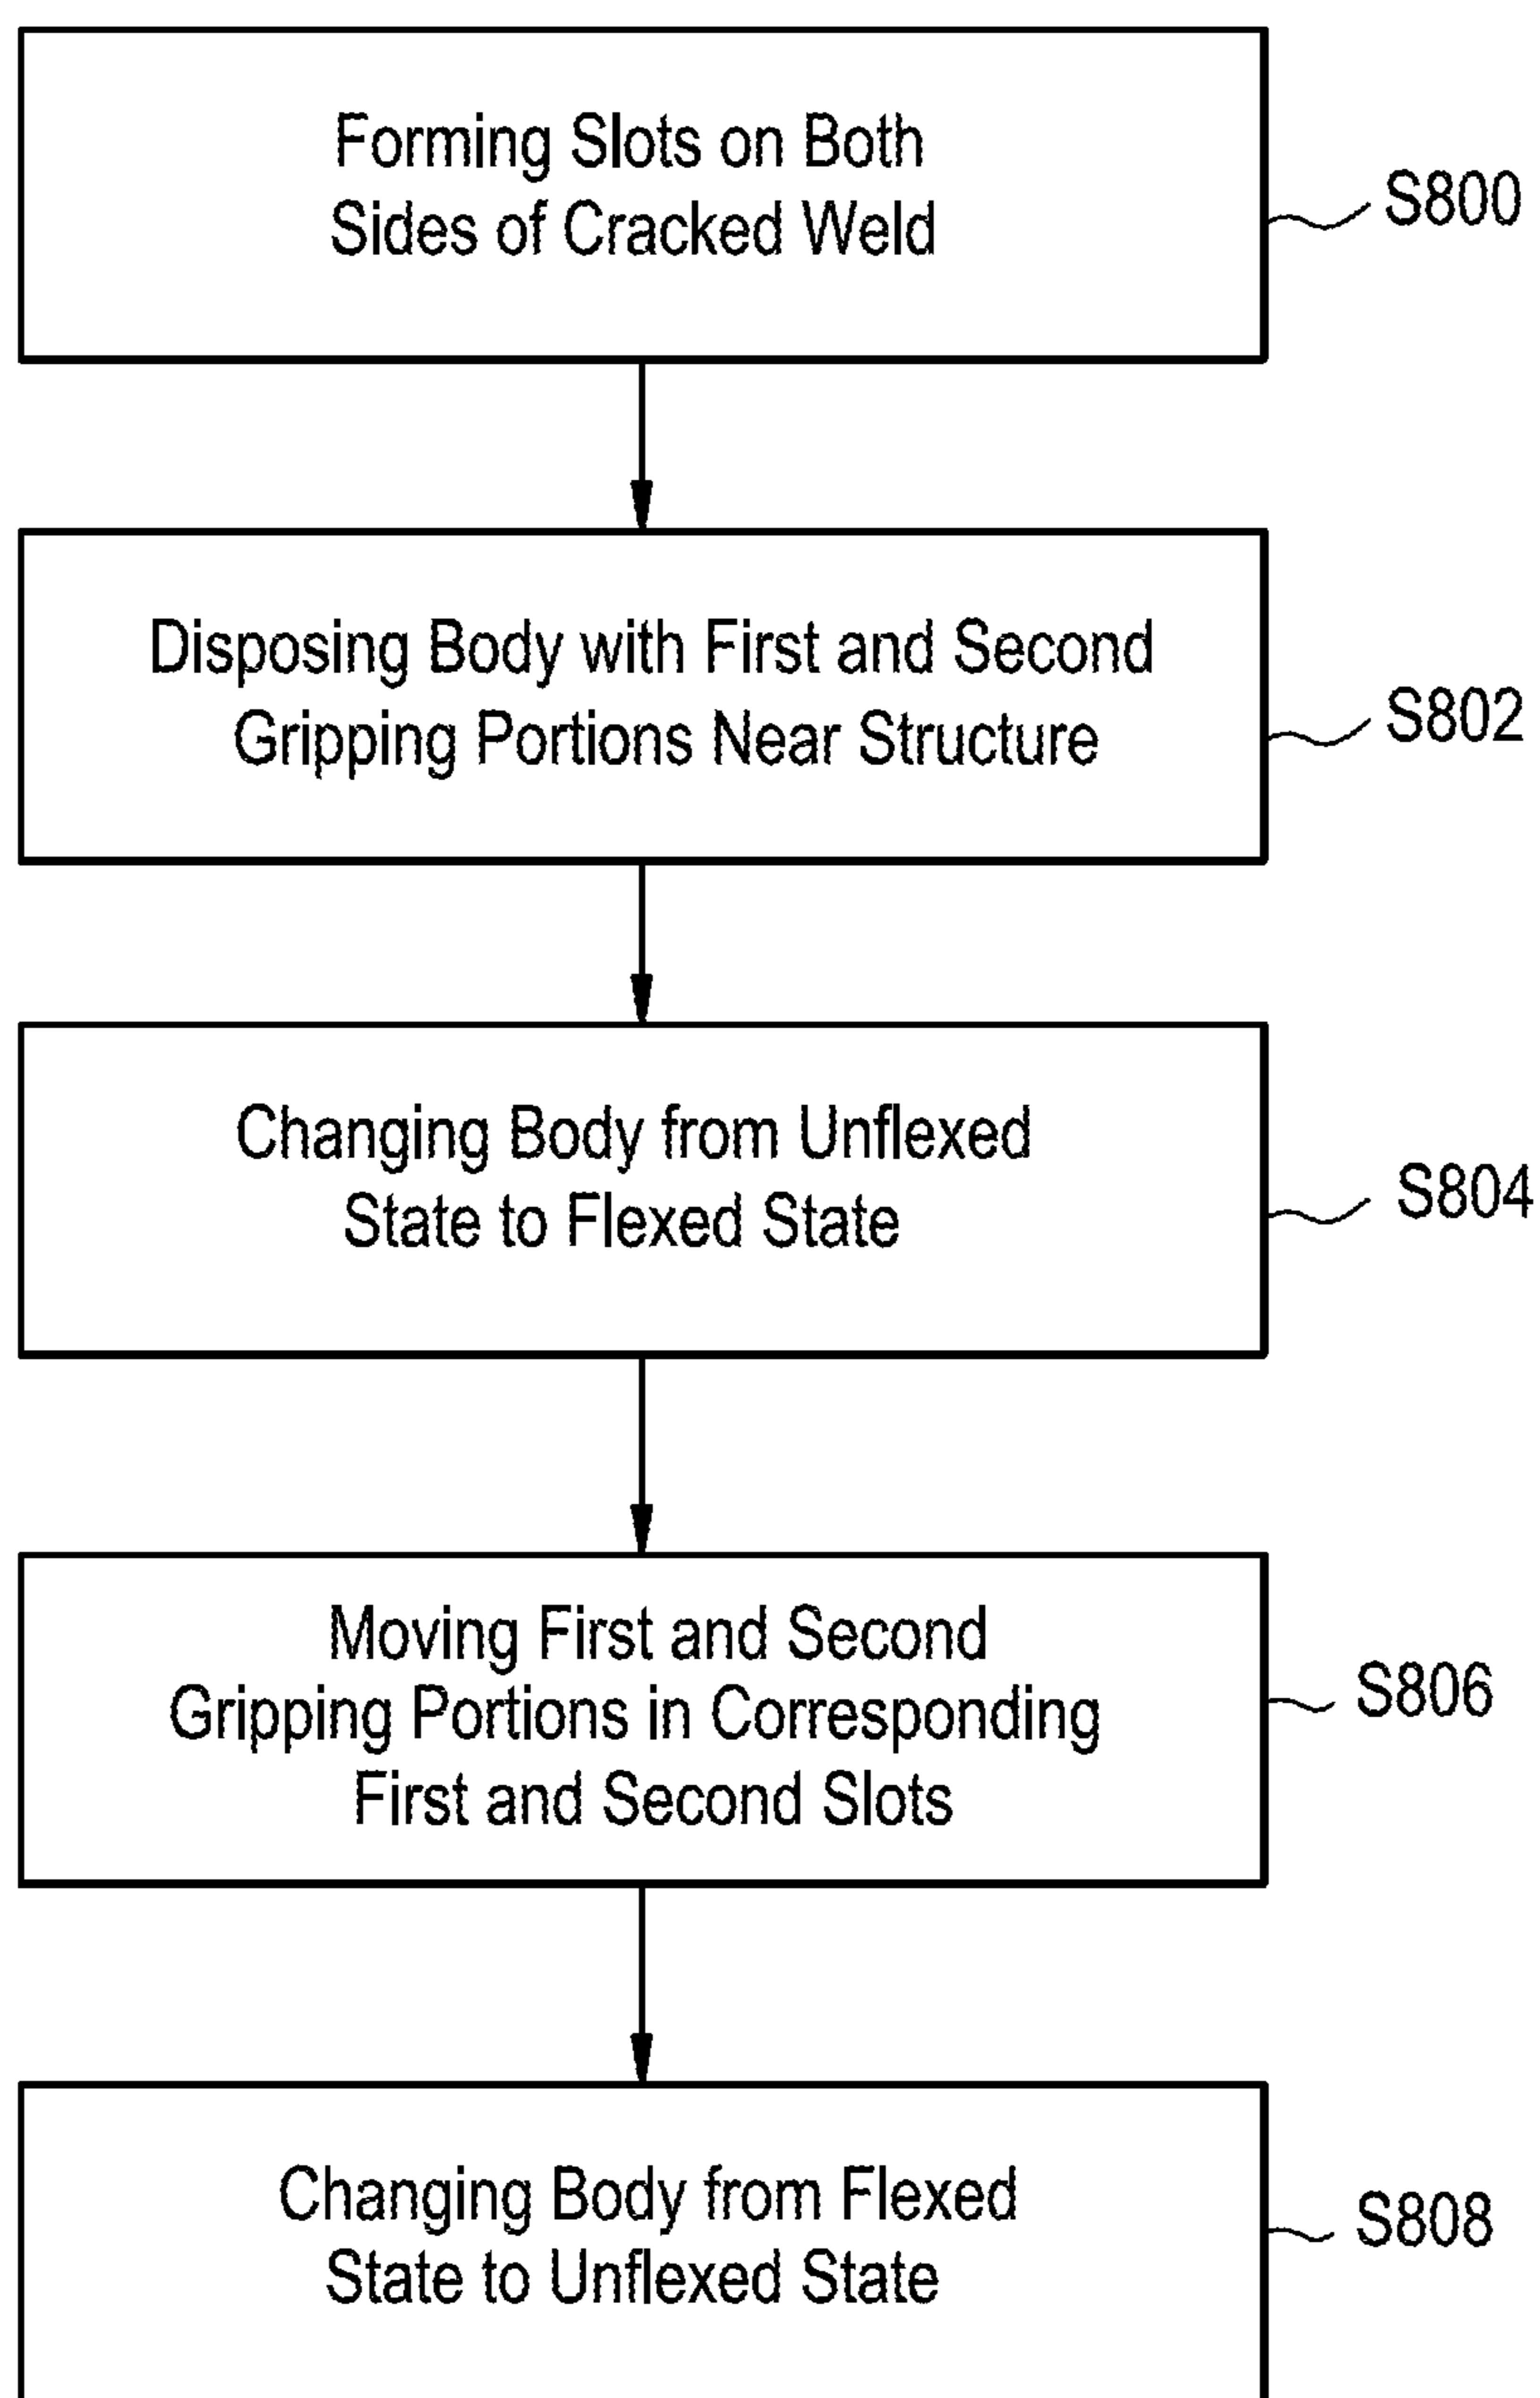 Forming Slots on Both
Sides of Cracked Weld
S800
Disposing Body with First and Second
Gripping Portions Near Structure
S802
Changing Body from Unflexed
State to Flexed State
S804
Moving First and Second
Gripping Portions in Corresponding
First and Second Slots
S806
Changing Body from Flexed
State to Unflexed State
S808